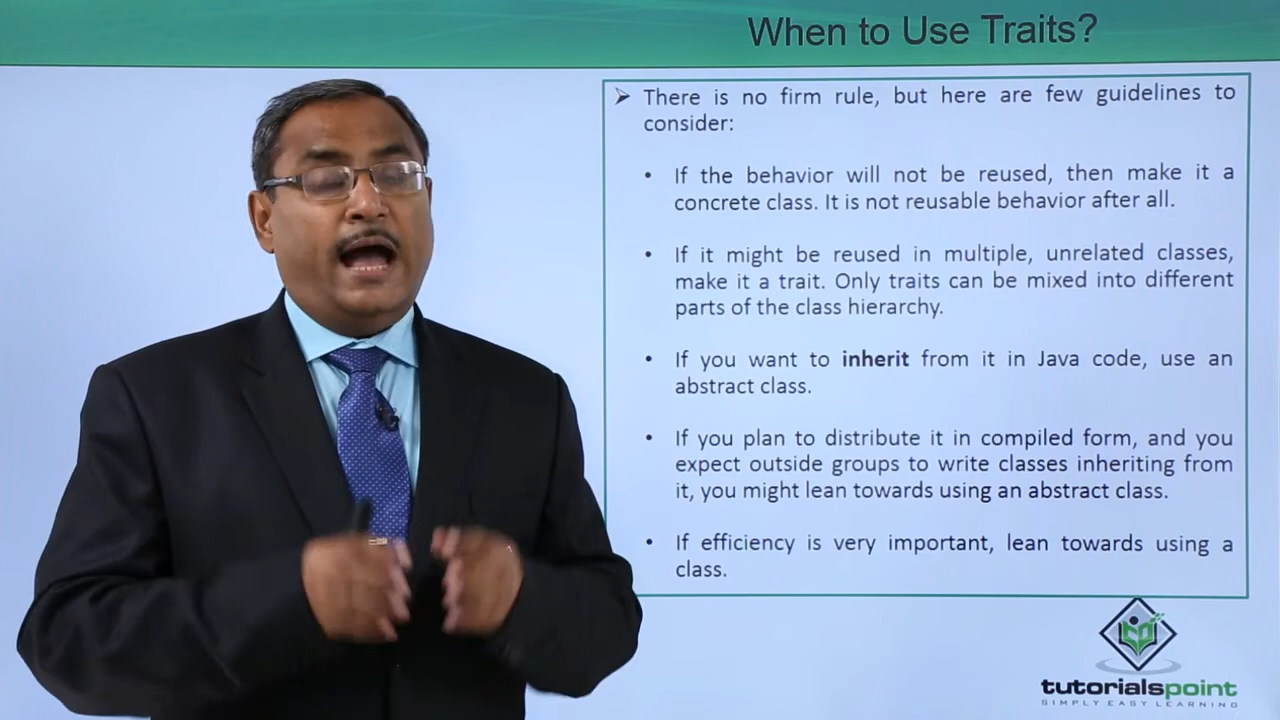 When to Use Traits?
➢ There is no firm rule, but here are few guidelines to
consider:
• If the behavior will not be reused, then make it a
concrete class. It is not reusable behavior after all.
• If it might be reused in multiple, unrelated classes,
make it a trait. Only traits can be mixed into different
parts of the class hierarchy.
• If you want to inherit from it in Java code, use an
abstract class.
• If you plan to distribute it in compiled form, and you
expect outside groups to write classes inheriting from
it, you might lean towards using an abstract class.
• If efficiency is very important, lean towards using a
class.
tutorialspoint
SIMPLY EASY LEARNING